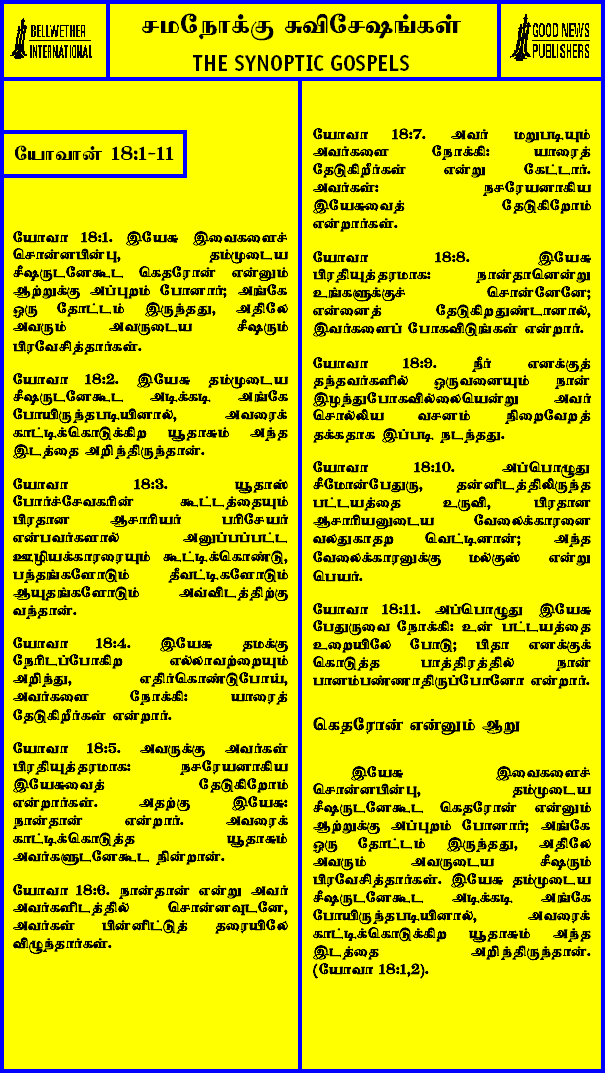 BELLWETHER
INTERNATIONAL
சமநோக்கு சுவிசேஷங்கள்
THE SYNOPTIC GOSPELS
GOOD NEWS
PUBLISHERS
யோவான் 18:1-11
யோவா 18:1. இயேசு இவைகளைச்
சொன்னபின்பு, தம்முடைய
சீஷருடனேகூட கெதரோன் என்னும்
ஆற்றுக்கு அப்புறம் போனார்; அங்கே
ஒரு தோட்டம் இருந்தது, அதிலே
அவரும் அவருடைய சீஷரும்
பிரவேசித்தார்கள்.
யோவா 18:2. இயேசு தம்முடைய
சீஷருடனேகூட அடிக்கடி அங்கே
போயிருந்தபடியினால், அவரைக்
காட்டிக்கொடுக்கிற யூதாசும் அந்த
இடத்தை அறிந்திருந்தான்.
யோவா 18:3. யூதாஸ்
போர்ச்சேவகரின் கூட்டத்தையும்
பிரதான ஆசாரியர் பரிசேயர்
என்பவர்களால் அனுப்பப்பட்ட
ஊழியக்காரரையும் கூட்டிக்கொண்டு,
பந்தங்களோடும் தீவட்டிகளோடும்
ஆயுதங்களோடும் அவ்விடத்திற்கு
வந்தான்.
யோவா 18:4. இயேசு தமக்கு
நேரிடப்போகிற எல்லாவற்றையும்
அறிந்து, எதிர்கொண்டுபோய்,
அவர்களை நோக்கி: யாரைத்
தேடுகிறீர்கள் என்றார்.
யோவா 18:5. அவருக்கு அவர்கள்
பிரதியுத்தரமாக: நசரேயனாகிய
இயேசுவைத் தேடுகிறோம்
என்றார்கள். அதற்கு இயேசு:
நான்தான் என்றார். அவரைக்
காட்டிக்கொடுத்த யூதாசும்
அவர்களுடனேகூட நின்றான்.
யோவா 18:6. நான்தான் என்று அவர்
அவர்களிடத்தில் சொன்னவுடனே,
அவர்கள் பின்னிட்டுத் தரையிலே
விழுந்தார்கள்.
யோவா 18:7. அவர் மறுபடியும்
அவர்களை நோக்கி: யாரைத்
தேடுகிறீர்கள் என்று கேட்டார்.
அவர்கள்: நசரேயனாகிய
இயேசுவைத் தேடுகிறோம்
என்றார்கள்.
யோவா 18:8. இயேசு
பிரதியுத்தரமாக: நான்தானென்று
உங்களுக்குச் சொன்னேனே;
என்னைத் தேடுகிறதுண்டானால்,
இவர்களைப் போகவிடுங்கள் என்றார்.
யோவா 18:9. நீர் எனக்குத்
தந்தவர்களில் ஒருவனையும் நான்
இழந்துபோகவில்லையென்று அவர்
சொல்லிய வசனம் நிறைவேறத்
தக்கதாக இப்படி நடந்தது.
யோவா 18:10. அப்பொழுது
சீமோன்பேதுரு, தன்னிடத்திலிருந்த
பட்டயத்தை உருவி, பிரதான
ஆசாரியனுடைய வேலைக்காரனை
வலதுகாதற வெட்டினான்; அந்த
வேலைக்காரனுக்கு மல்குஸ் என்று
பெயர்.
யோவா 18:11. அப்பொழுது இயேசு
பேதுருவை நோக்கி: உன் பட்டயத்தை
உறையிலே போடு; பிதா எனக்குக்
கொடுத்த பாத்திரத்தில் நான்
பானம்பண்ணாதிருப்பேனோ என்றார்.
கெதரோன் என்னும் ஆறு
இயேசு இவைகளைச்
சொன்னபின்பு, தம்முடைய
சீஷருடனேகூட கெதரோன் என்னும்
ஆற்றுக்கு அப்புறம் போனார்; அங்கே
ஒரு தோட்டம் இருந்தது, அதிலே
அவரும் அவருடைய சீஷரும்
பிரவேசித்தார்கள். இயேசு தம்முடைய
சீஷருடனேகூட அடிக்கடி அங்கே
போயிருந்தபடியினால், அவரைக்
காட்டிக்கொடுக்கிற யூதாசும் அந்த
இடத்தை அறிந்திருந்தான்.
(யோவா 18:1,2).